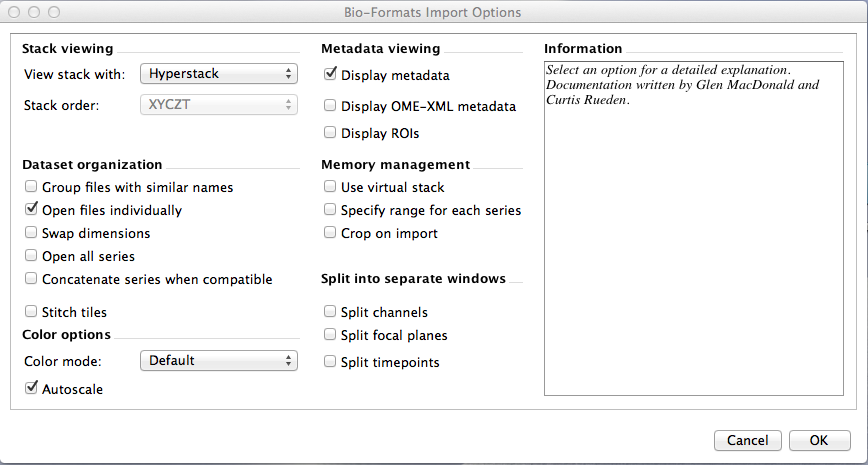 Bio-Formats Import Options
Stack viewing
View stack with: Hyperstack
Stack order: XYCZT
Metadata viewing
Display metadata
Display OME-XML metadata
Display ROIs
Information
Select an option for a detailed explanation.
Documentation written by Glen MacDonald and
Curtis Rueden.
Dataset organization
Group files with similar names
Open files individually
Swap dimensions
Open all series
Concatenate series when compatible
Stitch tiles
Memory management
Use virtual stack
Specify range for each series
Crop on import
Color options
Color mode: Default
Autoscale
Split into separate windows
Split channels
Split focal planes
Split timepoints
Cancel
OK